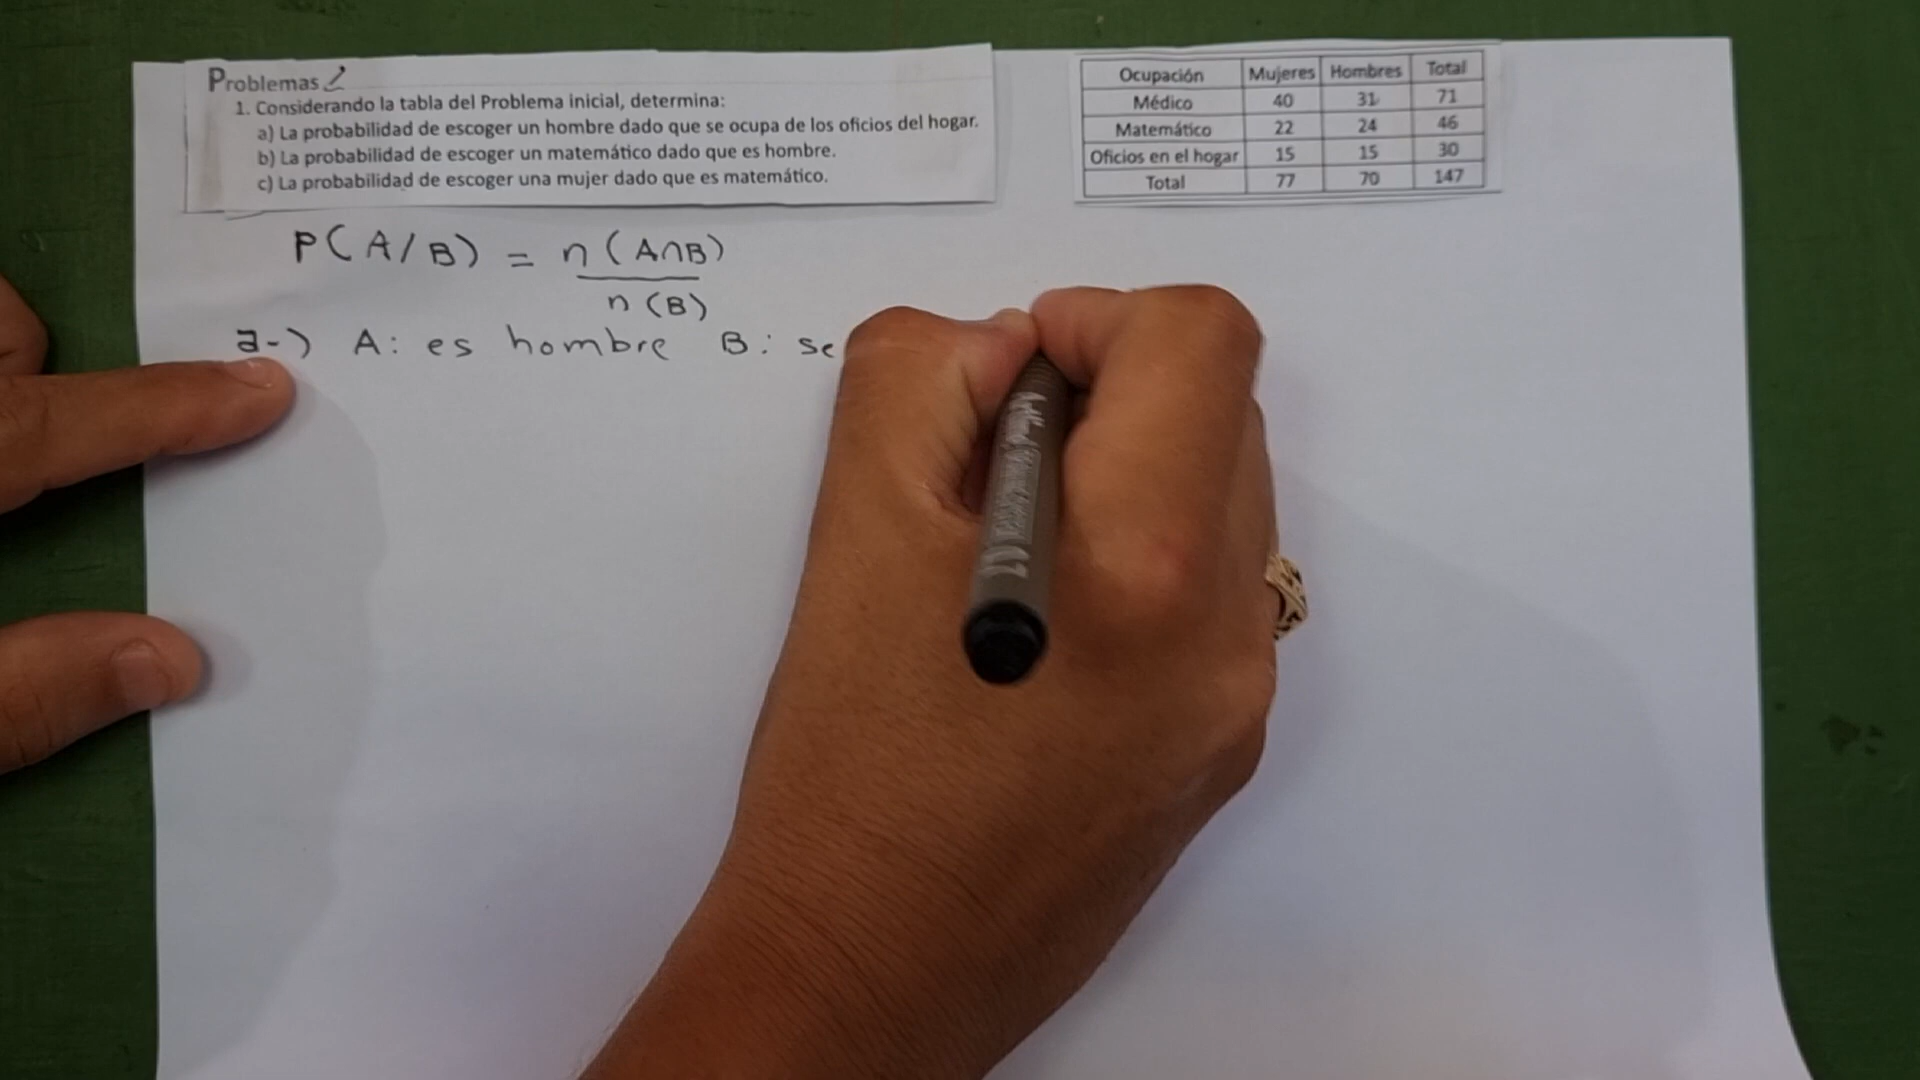 Problemas
1. Considerando la tabla del Problema inicial, determina:
a) La probabilidad de escoger un hombre dado que se ocupa de los oficios del hogar.
b) La probabilidad de escoger un matemático dado que es hombre.
c) La probabilidad de escoger una mujer dado que es matemático.
Ocupación Mujeres Hombres Total
Médico 40 31 71
Matemático 22 24 46
Oficios en el hogar 15 15 30
Total 77 70 147
P(A/B) = n(A∩B)
n(B)
a-) A: es hombre B: se